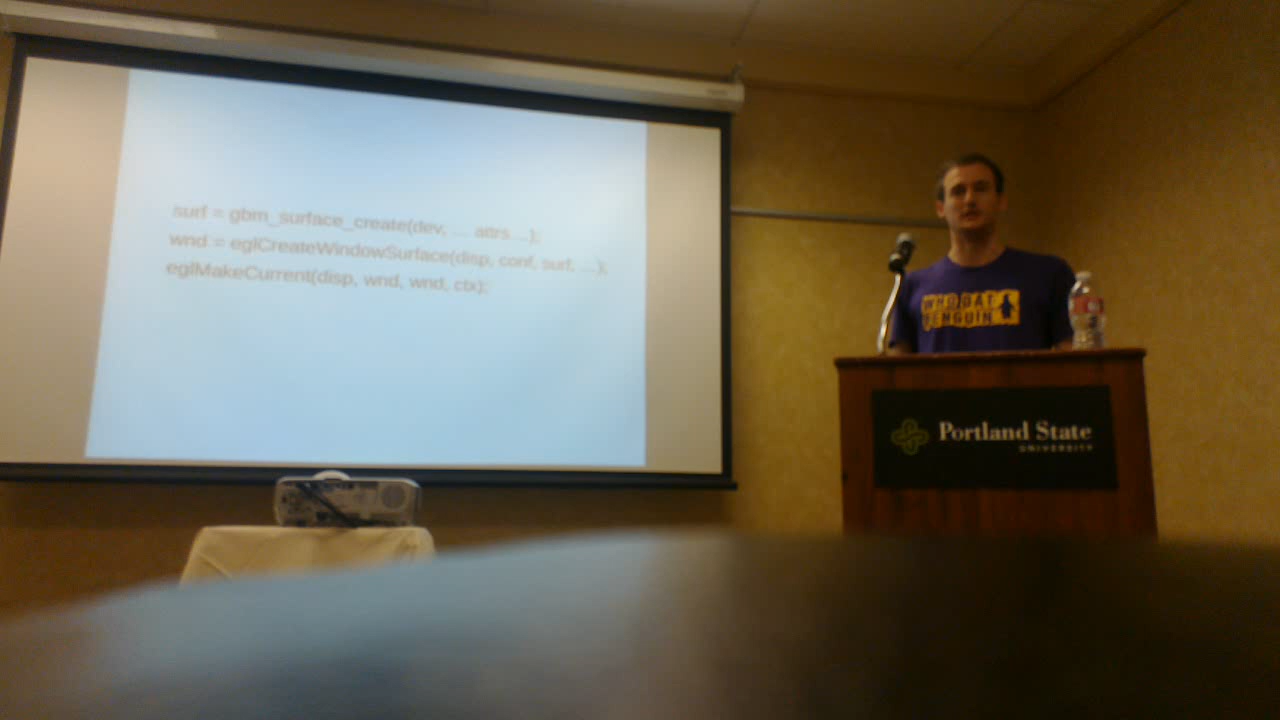 surf = gbm_surface_create(dev, ... attrs ...);
wnd = eglCreateWindowSurface(disp, conf, surf, ...);
eglMakeCurrent(disp, wnd, wnd, ctx);
WHO DAT
PENGUIN
Portland State
UNIVERSITY